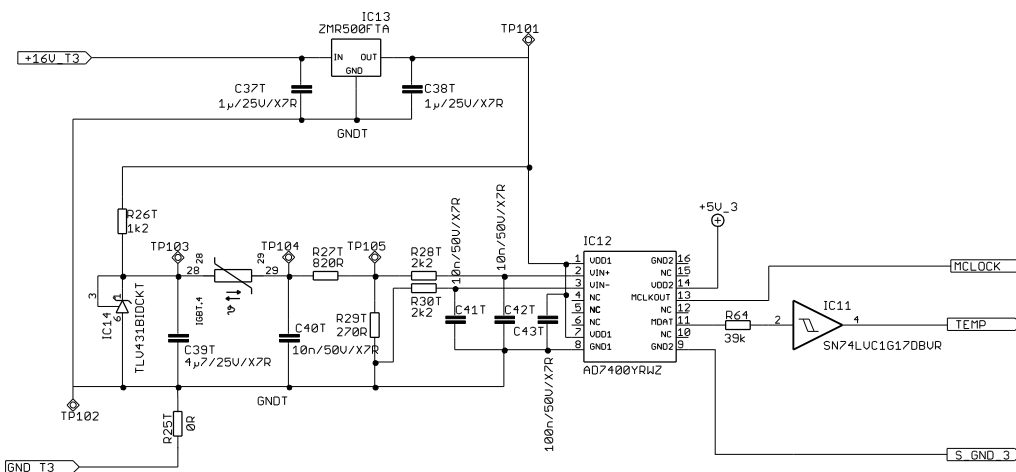 IC13
ZMR500FTA
TP101
+16V_T3
IN OUT
GND
C37T
1µ/25V/X7R
C38T
1µ/25V/X7R
GNDT
R26T
1k2
TP103
28
28
29
29
IGBT.4
TP104
R27T
820R
TP105
R28T
2k2
R30T
2k2
10n/50V/X7R
10n/50V/X7R
+5V_3
IC12
1 VDD1 GND2 16
2 VIN+ NC 15
3 VIN- VDD2 14
4 NC MCLKOUT 13
5 NC NC 12
6 NC MDAT 11
7 VDD1 NC 10
8 GND1 GND2 9
AD7400YRWZ
MCLOCK
3
1
6
IC14
TLV431BIDCKT
C39T
4µ7/25V/X7R
C40T
10n/50V/X7R
R29T
270R
C41T
C42T
C43T
100n/50V/X7R
R64
39k
2
IC11
4
SN74LVC1G17DBVR
TEMP
TP102
GNDT
R25T
0R
GND_T3
S_GND_3